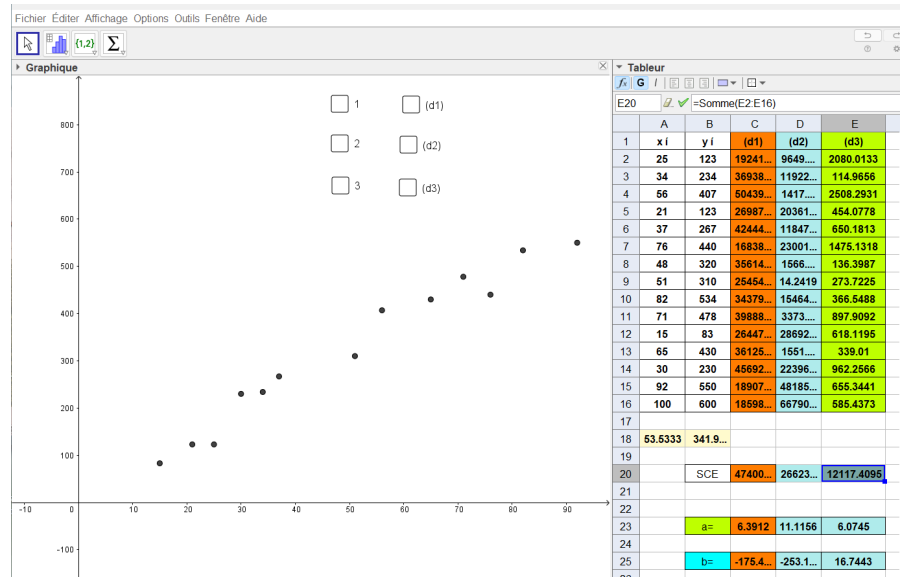 Fichier Éditer Affichage Options Outils Fenêtre Aide
{1,2} Σ
Graphique
Tableur
fx G I
E20 =Somme(E2:E16)
1 (d1)
2 (d2)
3 (d3)
800
700
600
500
400
300
200
100
-10 0 10 20 30 40 50 60 70 80 90
-100
A B C D E
1 x i y i (d1) (d2) (d3)
2 25 123 19241... 9649.... 2080.0133
3 34 234 36938... 11922... 114.9656
4 56 407 50439... 1417.... 2508.2931
5 21 123 26987... 20361... 454.0778
6 37 267 42444... 11847... 650.1813
7 76 440 16838... 23001... 1475.1318
8 48 320 35614... 1566.... 136.3987
9 51 310 25454... 14.2419 273.7225
10 82 534 34379... 15464... 366.5488
11 71 478 39888... 3373.... 897.9092
12 15 83 26447... 28692... 618.1195
13 65 430 36125... 1551.... 339.01
14 30 230 45692... 22396... 962.2566
15 92 550 18907... 48185... 655.3441
16 100 600 18598... 66790... 585.4373
17
18 53.5333 341.9...
19
20 SCE 47400... 26623... 12117.4095
21
22
23 a= 6.3912 11.1156 6.0745
24
25 b= -175.4... -253.1... 16.7443